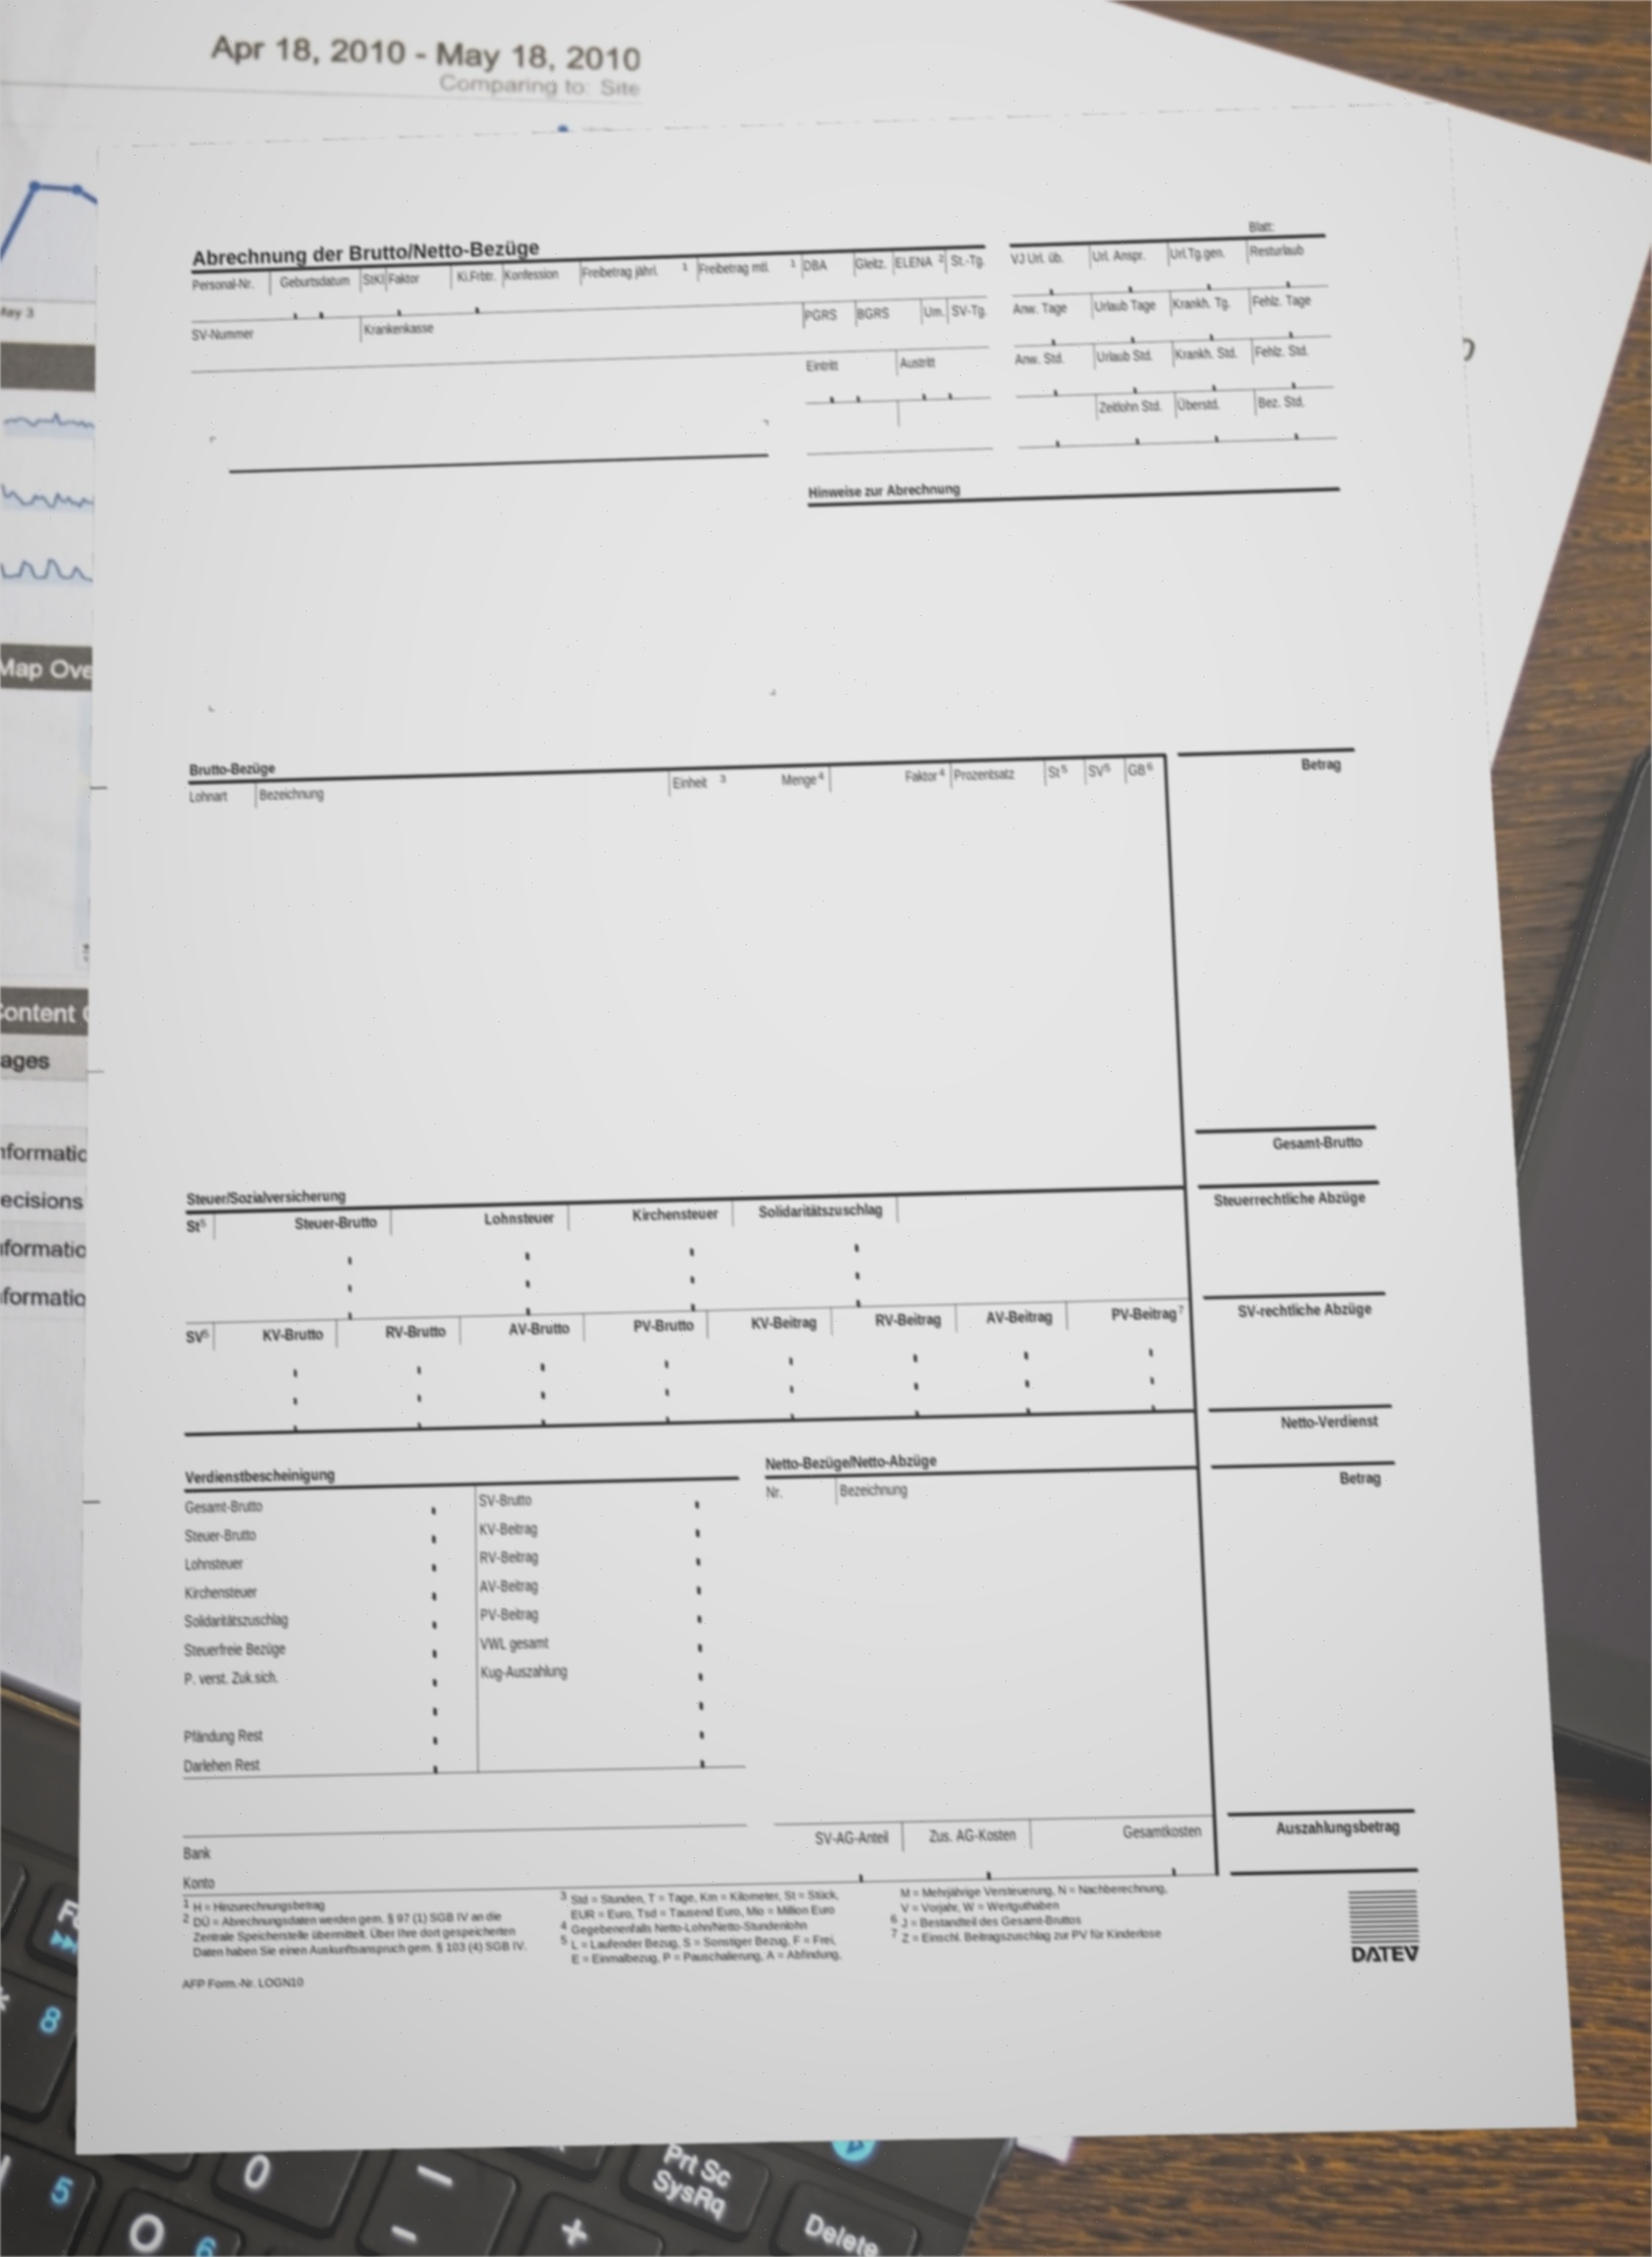 Apr 18, 2010 - May 18, 2010
Comparing to: Site
May 3
Map Ove
Content
ages
nformatic
ecisions
nformatic
nformatic
Blatt:
Abrechnung der Brutto/Netto-Bezüge
Personal-Nr. Geburtsdatum StKl Faktor Ki.Frbtr. Konfession Freibetrag jährl. 1 Freibetrag mtl. 1 DBA Gleitz. ELENA 2 St.-Tg.
VJ Url. üb. Url. Anspr. Url.Tg.gen. Resturlaub
SV-Nummer Krankenkasse PGRS BGRS Um. SV-Tg.
Anw. Tage Urlaub Tage Krankh. Tg. Fehlz. Tage
Eintritt Austritt
Anw. Std. Urlaub Std. Krankh. Std. Fehlz. Std.
Zeitlohn Std. Überstd. Bez. Std.
Hinweise zur Abrechnung
Brutto-Bezüge
Lohnart Bezeichnung Einheit 3 Menge 4 Faktor 4 Prozentsatz St 5 SV 5 GB 6 Betrag
Gesamt-Brutto
Steuer/Sozialversicherung
St 5 Steuer-Brutto Lohnsteuer Kirchensteuer Solidaritätszuschlag Steuerrechtliche Abzüge
SV 5 KV-Brutto RV-Brutto AV-Brutto PV-Brutto KV-Beitrag RV-Beitrag AV-Beitrag PV-Beitrag 7 SV-rechtliche Abzüge
Netto-Verdienst
Verdienstbescheinigung
Gesamt-Brutto SV-Brutto
Steuer-Brutto KV-Beitrag
Lohnsteuer RV-Beitrag
Kirchensteuer AV-Beitrag
Solidaritätszuschlag PV-Beitrag
Steuerfreie Bezüge VWL gesamt
P. verst. Zuk.sich. Kug-Auszahlung
Pfändung Rest
Darlehen Rest
Netto-Bezüge/Netto-Abzüge
Nr. Bezeichnung Betrag
Bank
Konto
SV-AG-Anteil Zus. AG-Kosten Gesamtkosten Auszahlungsbetrag
1 H = Hinzurechnungsbetrag
2 DÜ = Abrechnungsdaten werden gem. § 97 (1) SGB IV an die
Zentrale Speicherstelle übermittelt. Über Ihre dort gespeicherten
Daten haben Sie einen Auskunftsanspruch gem. § 103 (4) SGB IV.
3 Std = Stunden, T = Tage, Km = Kilometer, St = Stück,
EUR = Euro, Tsd = Tausend Euro, Mio = Million Euro
4 Gegebenenfalls Netto-Lohn/Netto-Stundenlohn
5 L = Laufender Bezug, S = Sonstiger Bezug, F = Frei,
E = Einmalbezug, P = Pauschalierung, A = Abfindung,
M = Mehrjährige Versteuerung, N = Nachberechnung,
V = Vorjahr, W = Wertguthaben
6 J = Bestandteil des Gesamt-Bruttos
7 Z = Einschl. Beitragszuschlag zur PV für Kinderlose
DATEV
AFP Form.-Nr. LOGN10
8
5
0
O 6
Prt Sc
SysRq
Delete